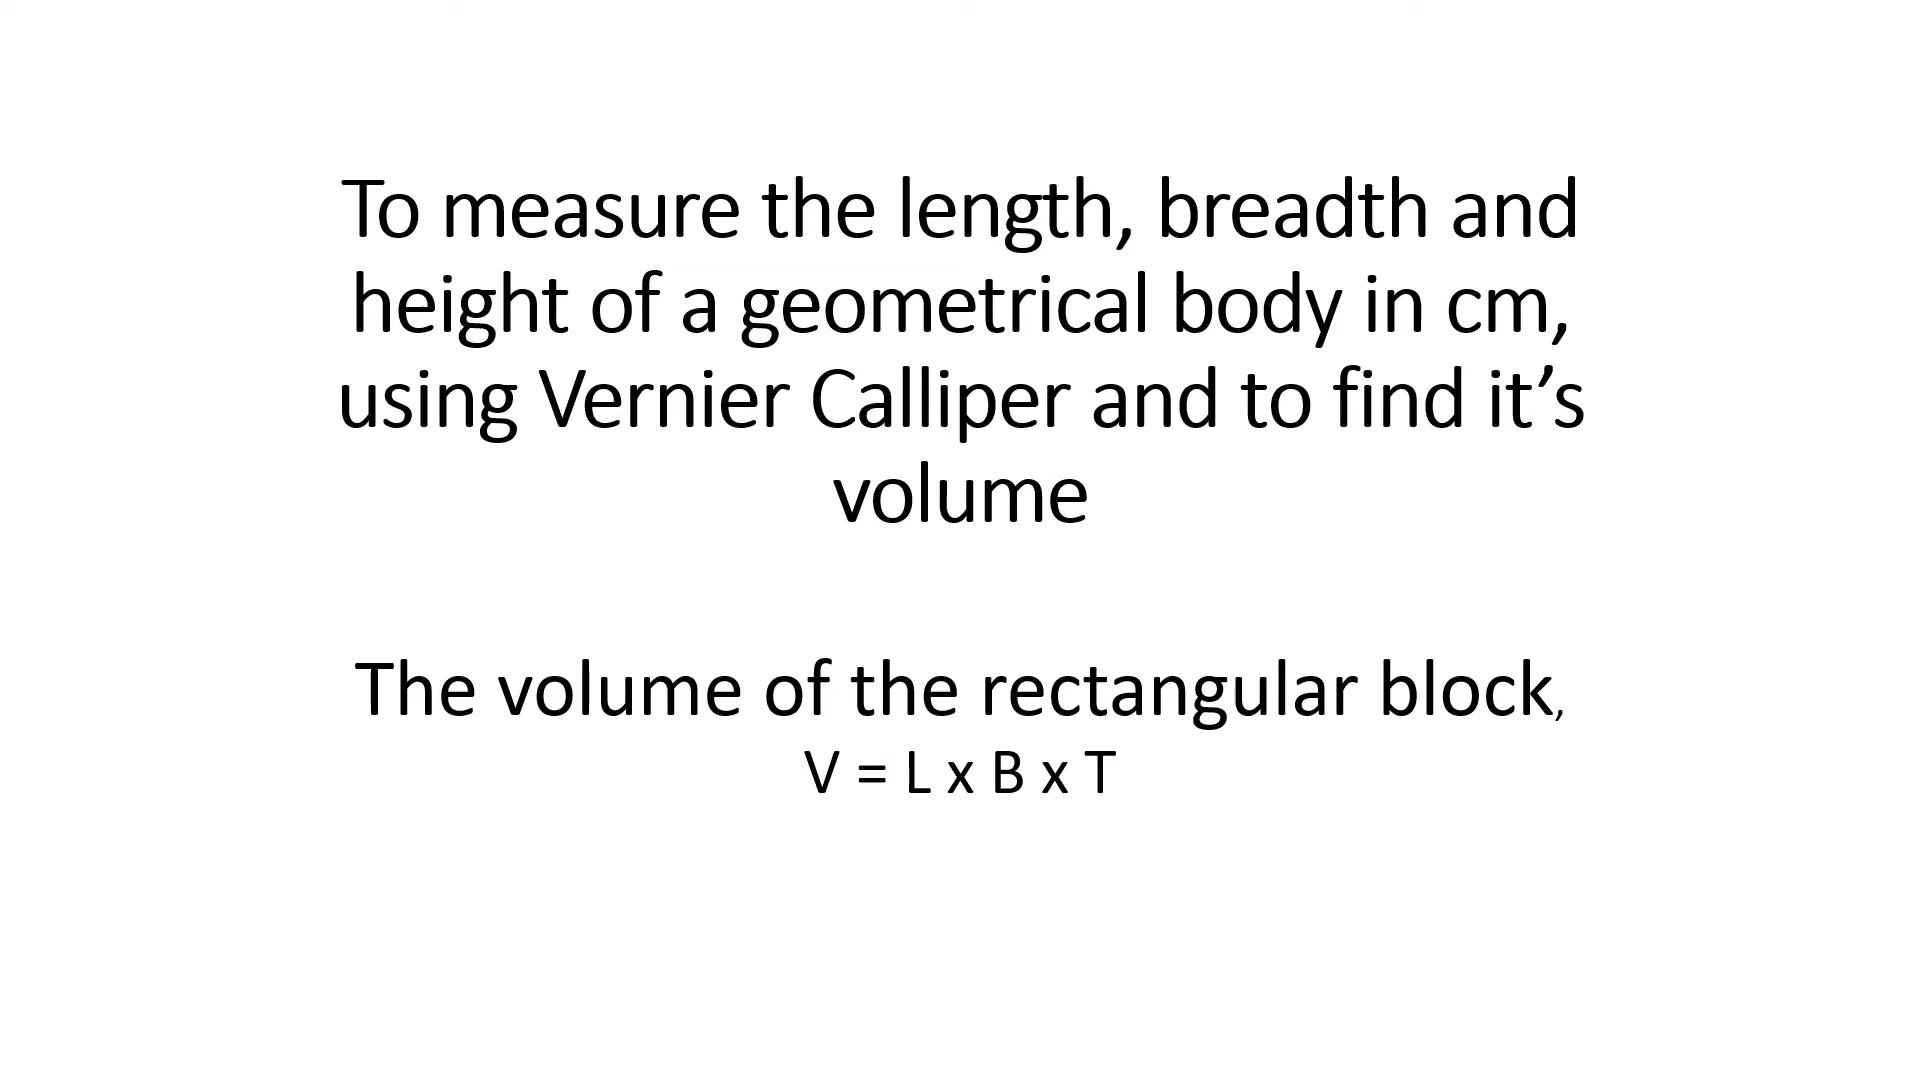 To measure the length, breadth and
height of a geometrical body in cm,
using Vernier Calliper and to find it’s
volume
The volume of the rectangular block,
V = L x B x T